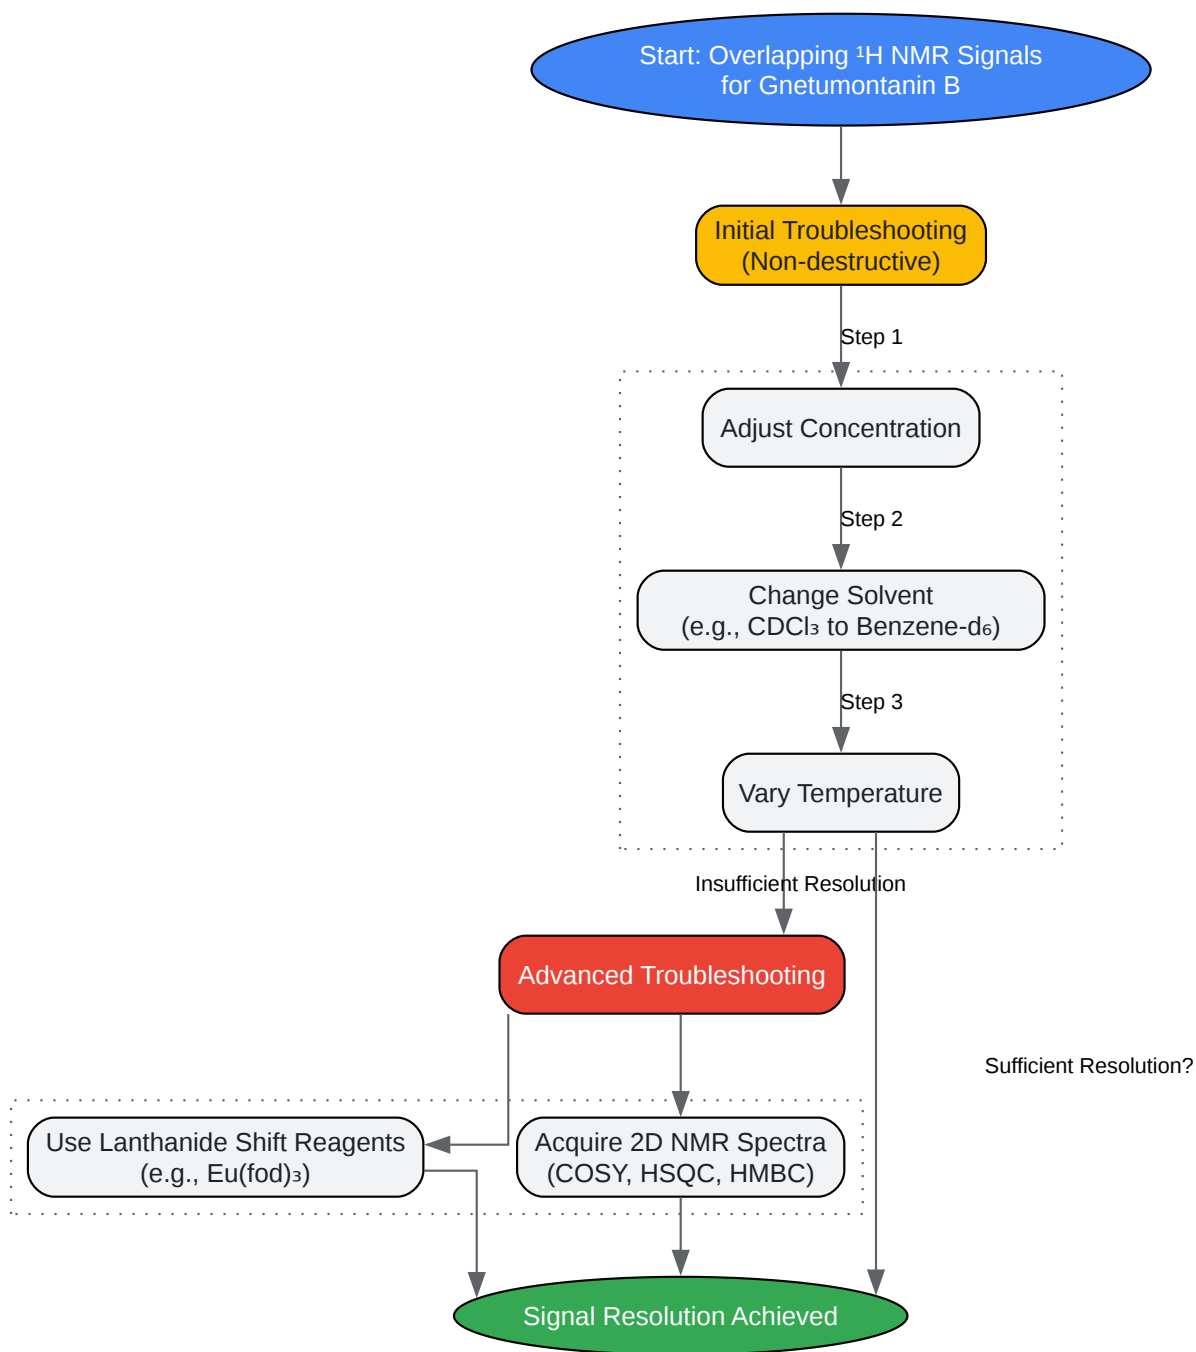 Start: Overlapping ¹H NMR Signals
for Gnetumontanin B
Initial Troubleshooting
(Non-destructive)
Step 1
Adjust Concentration
Step 2
Change Solvent
(e.g., CDCl₃ to Benzene-d₆)
Step 3
Vary Temperature
Insufficient Resolution
Advanced Troubleshooting
Sufficient Resolution?
Use Lanthanide Shift Reagents
(e.g., Eu(fod)₃)
Acquire 2D NMR Spectra
(COSY, HSQC, HMBC)
Signal Resolution Achieved